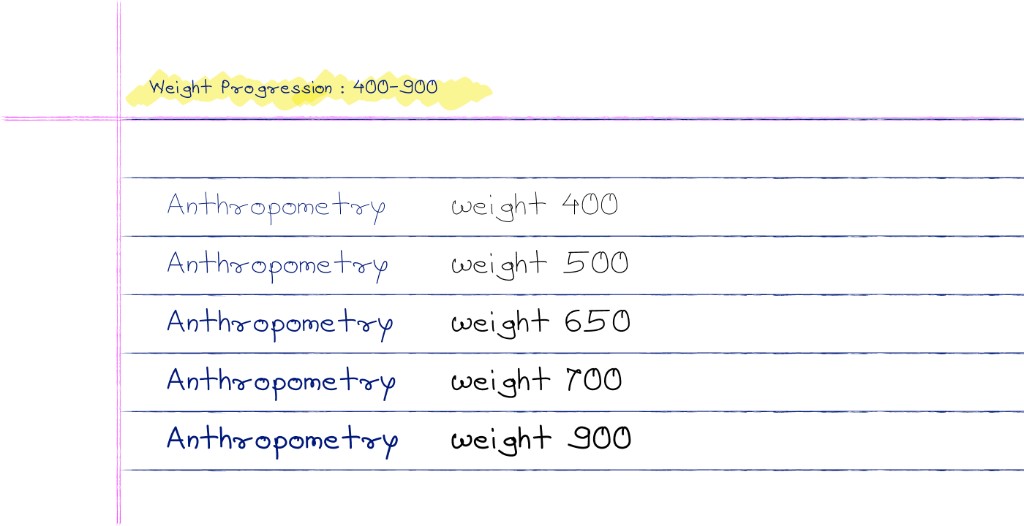 Weight Progression : 400-900
Anthropometry weight 400
Anthropometry weight 500
Anthropometry weight 650
Anthropometry weight 700
Anthropometry weight 900